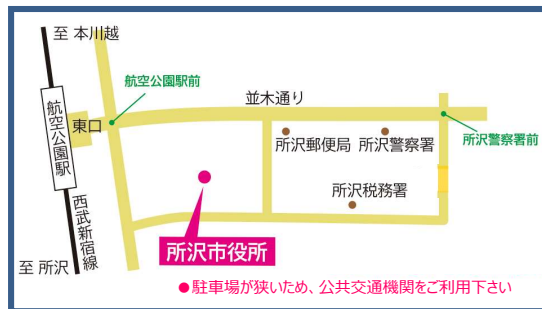 至 本川越
航空公園駅前
並木通り
東口
航空公園駅
所沢郵便局
所沢警察署
所沢警察署前
所沢税務署
西武新宿線
所沢市役所
至 所沢
●駐車場が狭いため、公共交通機関をご利用下さい